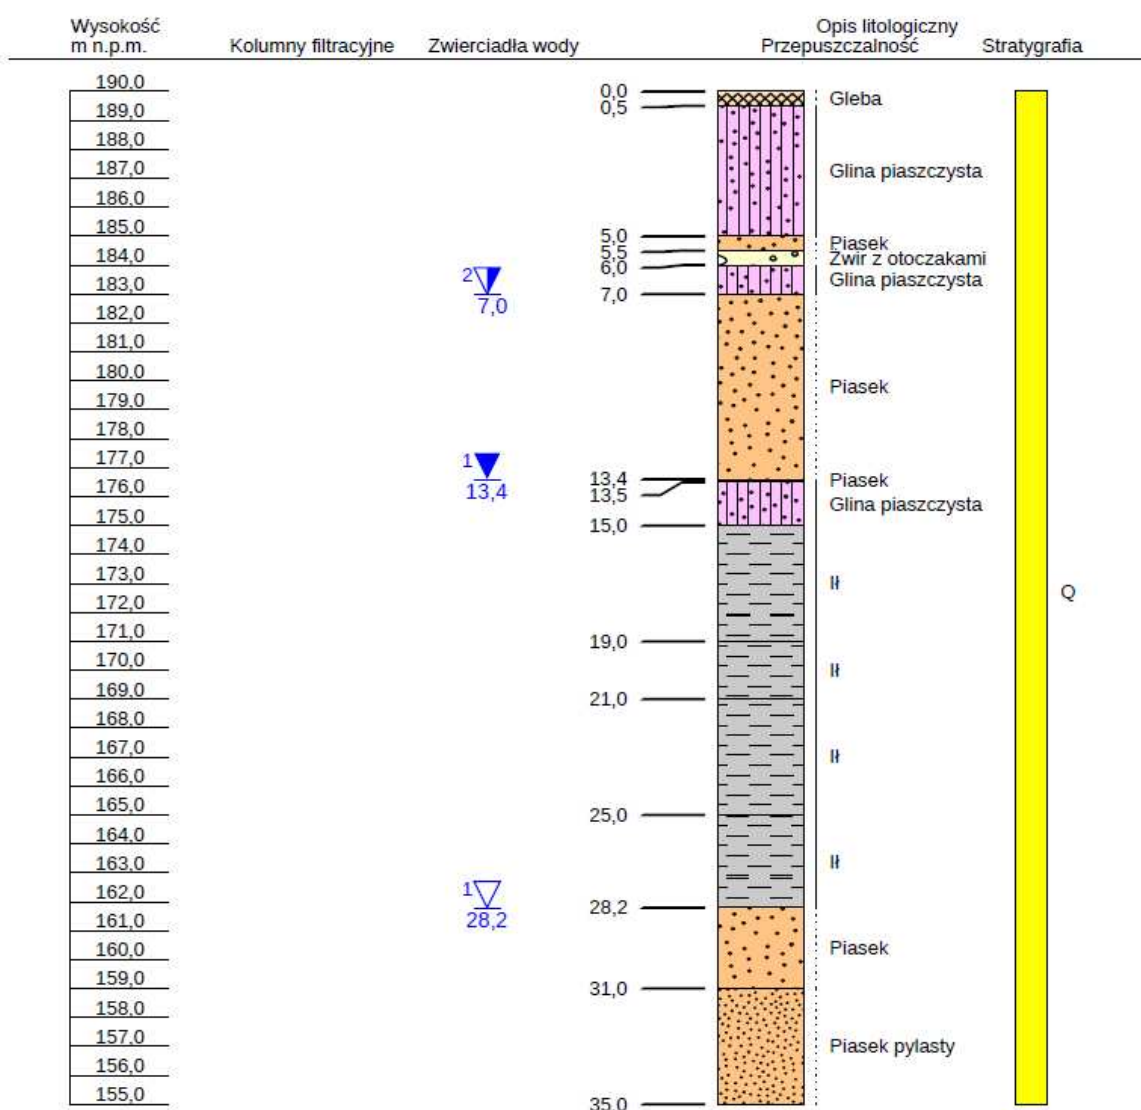 Wysokość
m n.p.m.
Kolumny filtracyjne
Zwierciadła wody
Opis litologiczny
Przepuszczalność
Stratygrafia
190,0
189,0
188,0
187,0
186,0
185,0
184,0
183,0
182,0
181,0
180,0
179,0
178,0
177,0
176,0
175,0
174,0
173,0
172,0
171,0
170,0
169,0
168,0
167,0
166,0
165,0
164,0
163,0
162,0
161,0
160,0
159,0
158,0
157,0
156,0
155,0
2
7,0
1
13,4
1
28,2
0,0
0,5
5,0
5,5
6,0
7,0
13,4
13,5
15,0
19,0
21,0
25,0
28,2
31,0
35,0
Gleba
Glina piaszczysta
Piasek
Żwir z otoczakami
Glina piaszczysta
Piasek
Piasek
Glina piaszczysta
Ił
Ił
Ił
Ił
Piasek
Piasek pylasty
Q